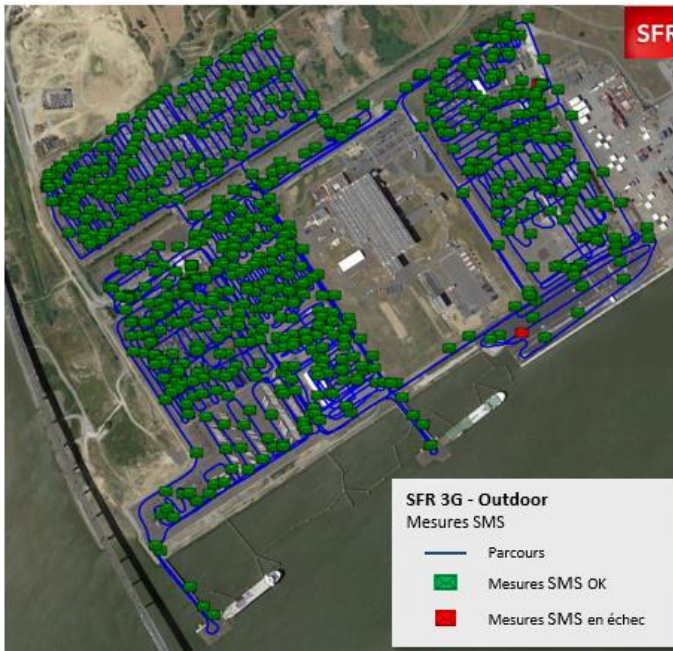 SFR
SFR 3G - Outdoor
Mesures SMS
Parcours
Mesures SMS OK
Mesures SMS en échec